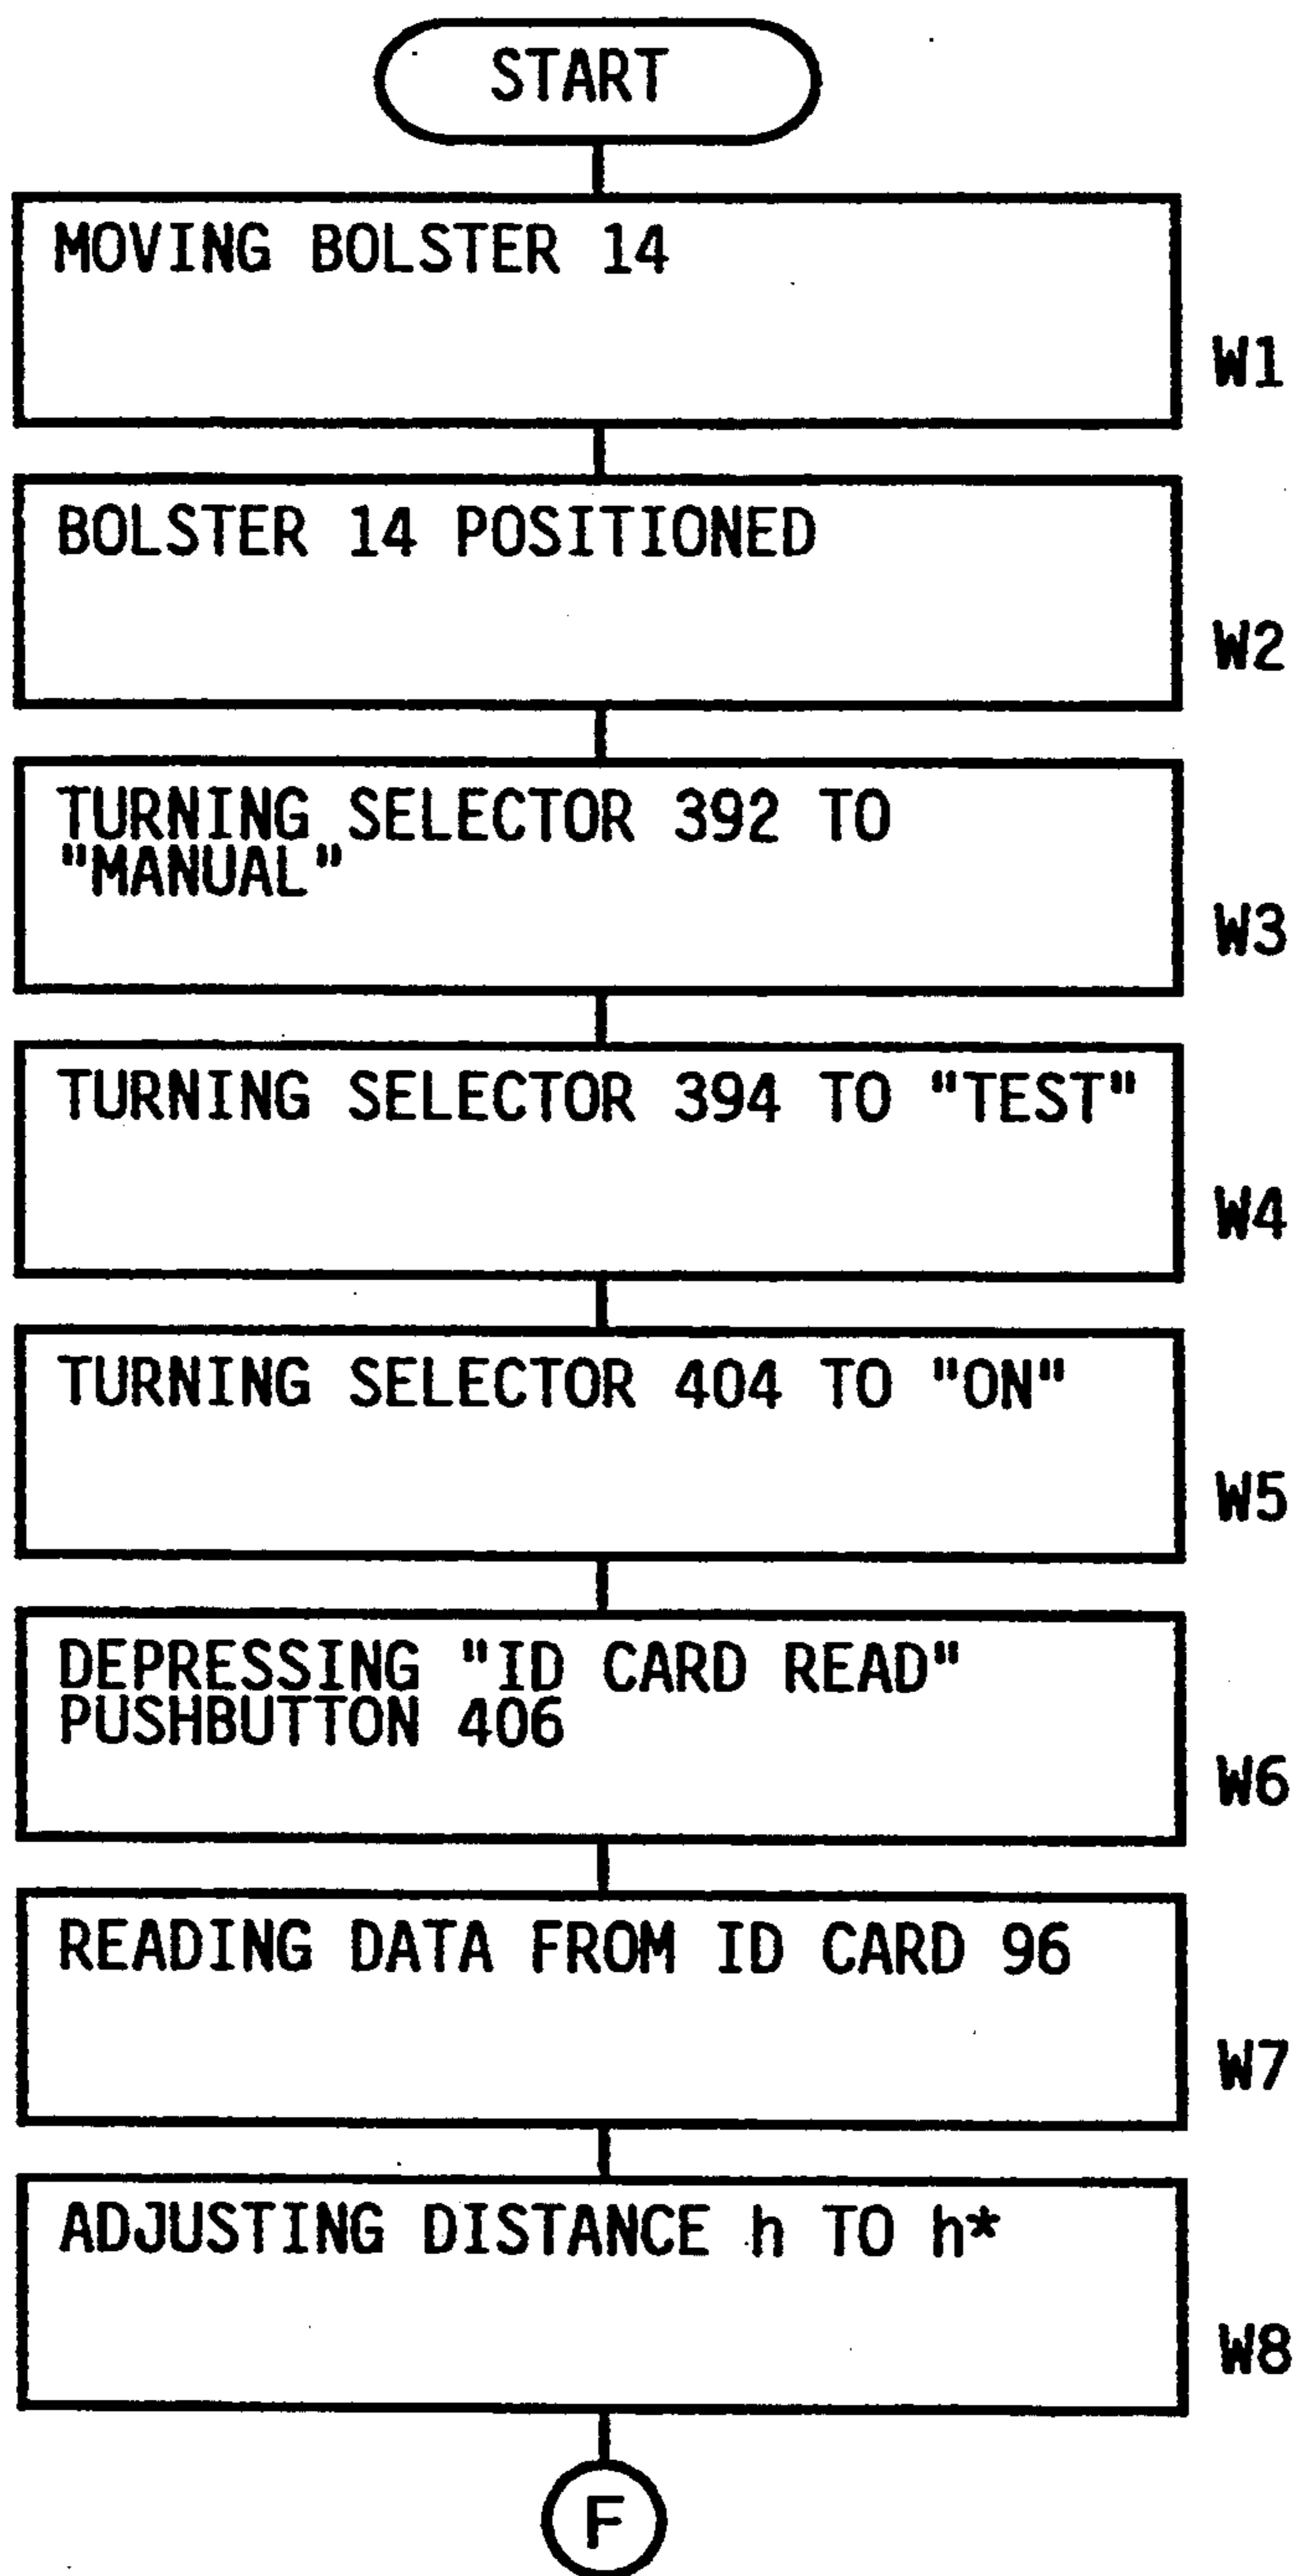 START
MOVING BOLSTER 14
W1
BOLSTER 14 POSITIONED
W2
TURNING SELECTOR 392 TO
"MANUAL"
W3
TURNING SELECTOR 394 TO "TEST"
W4
TURNING SELECTOR 404 TO "ON"
W5
DEPRESSING "ID CARD READ"
PUSHBUTTON 406
W6
READING DATA FROM ID CARD 96
W7
ADJUSTING DISTANCE h TO h*
W8
F